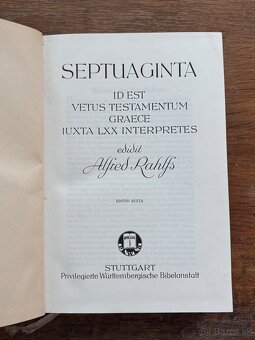 SEPTUAGINTA
ID EST
VETUS TESTAMENTUM
GRAECE
IUXTA LXX INTERPRETES
edidit
Alfred Rahlfs
EDITIO SEXTA
STUTTGART
Privilegierte Württembergische Bibelanstalt